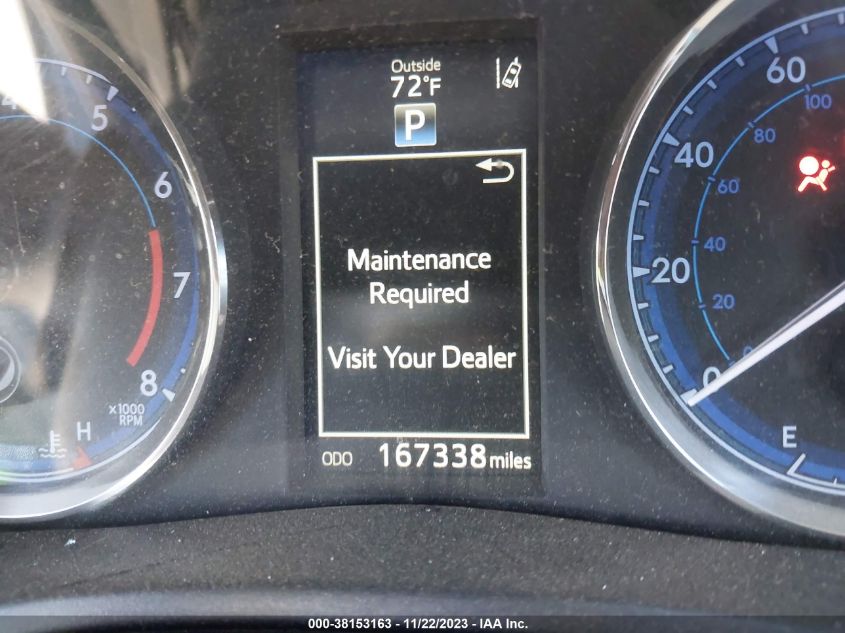 Outside
72°F
P
Maintenance
Required
Visit Your Dealer
ODO 167338 miles
5
6
7
8
x1000
RPM
H
60
40
20
0
100
80
60
40
20
E
000-38153163 - 11/22/2023 - IAA Inc.